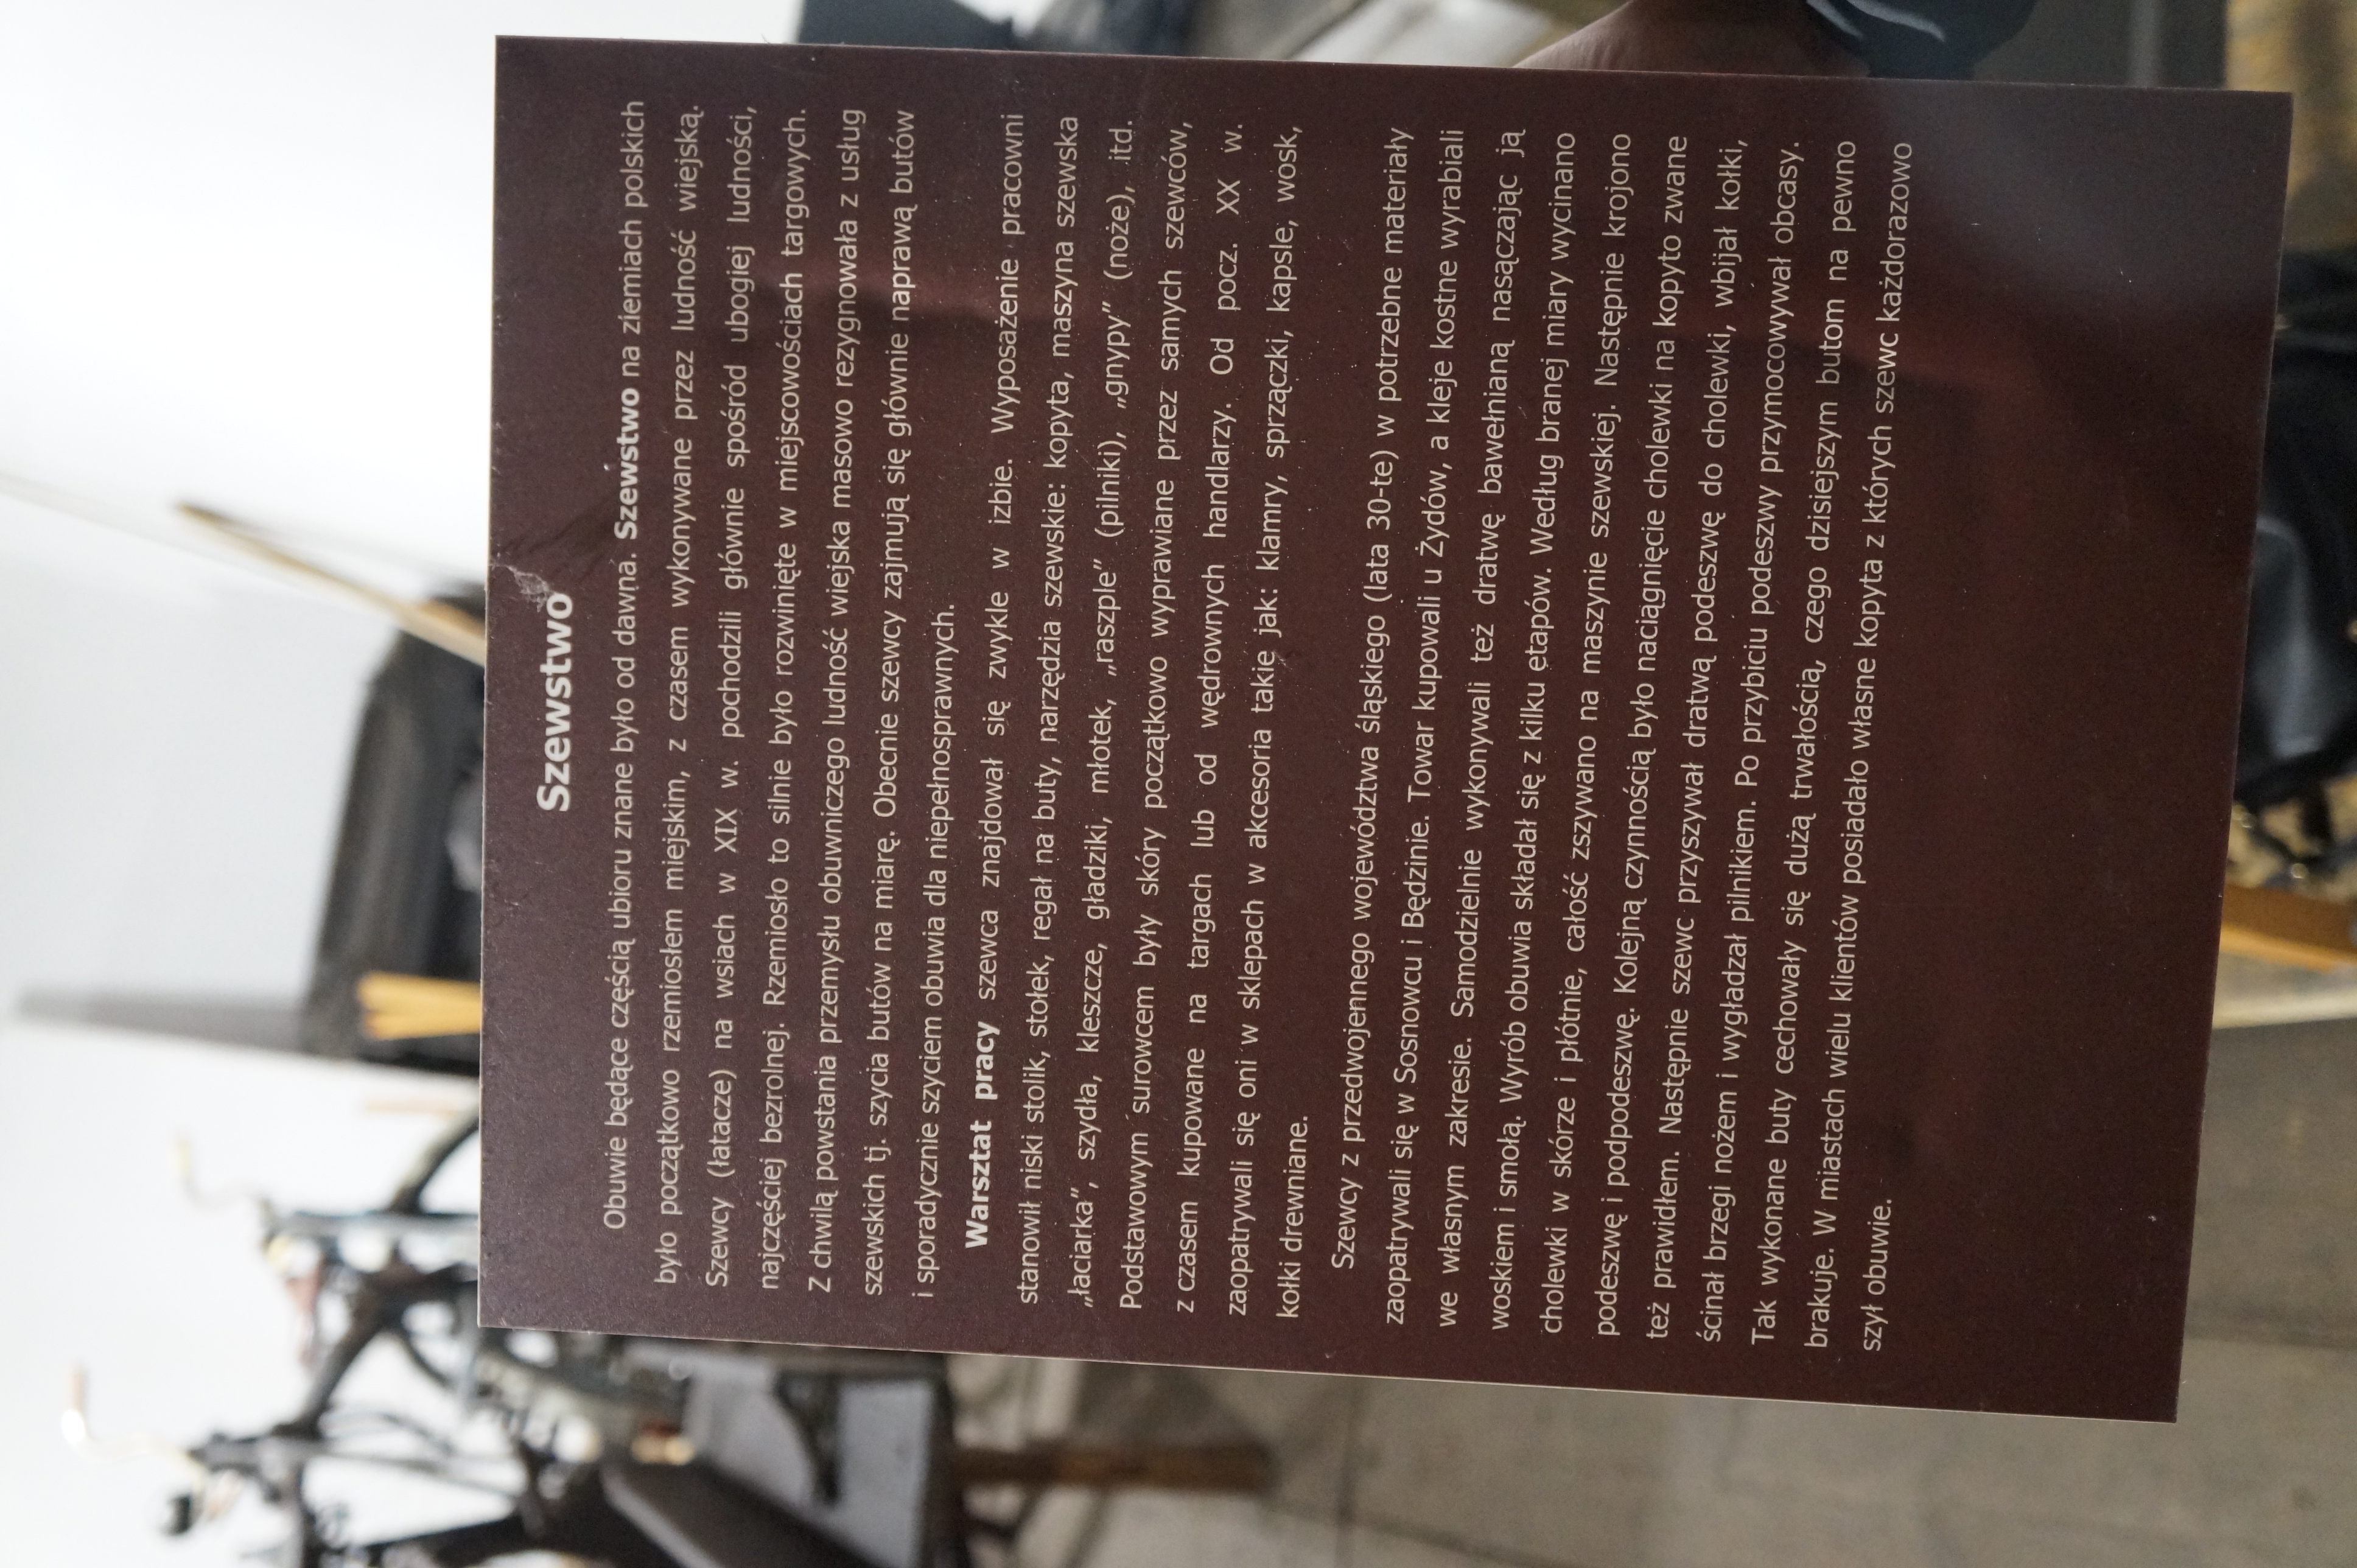 Szewstwo
Obuwie będące częścią ubioru znane było od dawna. Szewstwo na ziemiach polskich
było początkowo rzemiosłem miejskim, z czasem wykonywane przez ludność wiejską.
Szewcy (łatacze) na wsiach w XIX w. pochodzili głównie spośród ubogiej ludności,
najczęściej bezrolnej. Rzemiosło to silnie było rozwinięte w miejscowościach targowych.
Z chwilą powstania przemysłu obuwniczego ludność wiejska masowo rezygnowała z usług
szewskich tj. szycia butów na miarę. Obecnie szewcy zajmują się głównie naprawą butów
i sporadycznie szyciem obuwia dla niepełnosprawnych.
Warsztat pracy szewca znajdował się zwykle w izbie. Wyposażenie pracowni
stanowił niski stolik, stołek, regał na buty, narzędzia szewskie: kopyta, maszyna szewska
„łaciarka”, szydła, kleszcze, gładziki, młotek, „raszple” (pilniki), „gnypy” (noże), itd.
Podstawowym surowcem były skóry początkowo wyprawiane przez samych szewców,
z czasem kupowane na targach lub od wędrownych handlarzy. Od pocz. XX w.
zaopatrywali się oni w sklepach w akcesoria takie jak: klamry, sprzączki, kapsle, wosk,
kołki drewniane.
Szewcy z przedwojennego województwa śląskiego (lata 30-te) w potrzebne materiały
zaopatrywali się w Sosnowcu i Będzinie. Towar kupowali u Żydów, a kleje kostne wyrabiali
we własnym zakresie. Samodzielnie wykonywali też dratwę bawełnianą nasączając ją
woskiem i smołą. Wyrób obuwia składał się z kilku etapów. Według branej miary wycinano
cholewki w skórze i płótnie, całość zszywano na maszynie szewskiej. Następnie krojono
podeszwę i podpodeszwę. Kolejną czynnością było naciągnięcie cholewki na kopyto zwane
też prawidłem. Następnie szewc przyszywał dratwą podeszwę do cholewki, wbijał kołki,
ścinał brzegi nożem i wygładzał pilnikiem. Po przybiciu podeszwy przymocowywał obcasy.
Tak wykonane buty cechowały się dużą trwałością, czego dzisiejszym butom na pewno
brakuje. W miastach wielu klientów posiadało własne kopyta z których szewc każdorazowo
szył obuwie.